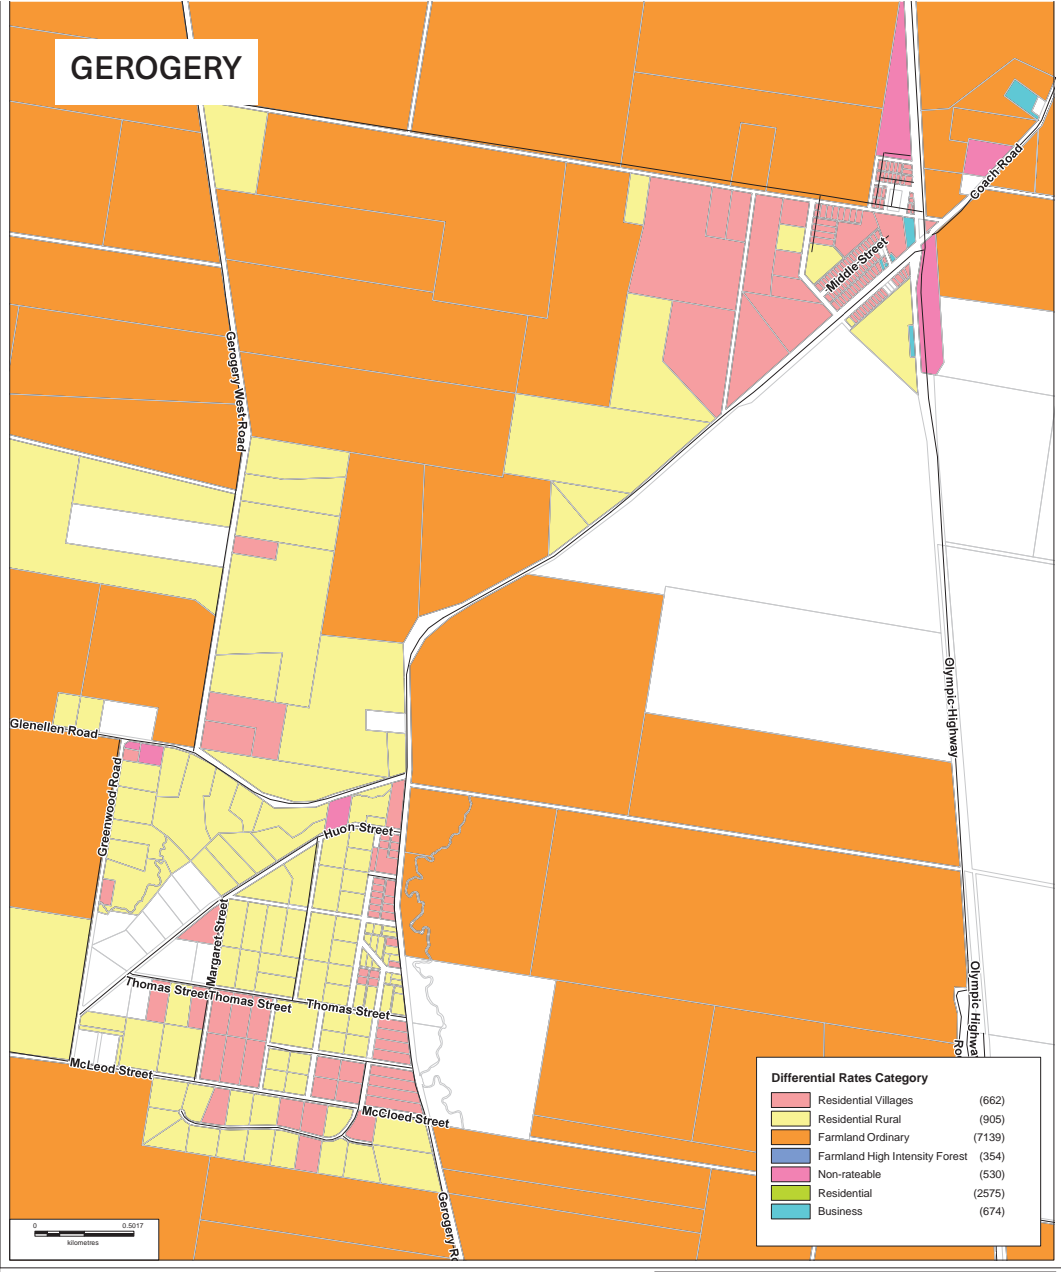 GEROGERY
Coach Road
Middle Street
Gerogery West Road
Olympic Highway
Glenellen Road
Greenwood Road
Huon Street
Margaret Street
Thomas Street
Thomas Street
Thomas Street
Olympic Highwa
Ro
McLeod Street
McCloed Street
Gerogery Ro
Differential Rates Category
Residential Villages (662)
Residential Rural (905)
Farmland Ordinary (7139)
Farmland High Intensity Forest (354)
Non-rateable (530)
Residential (2575)
Business (674)
0 0.5017
kilometres